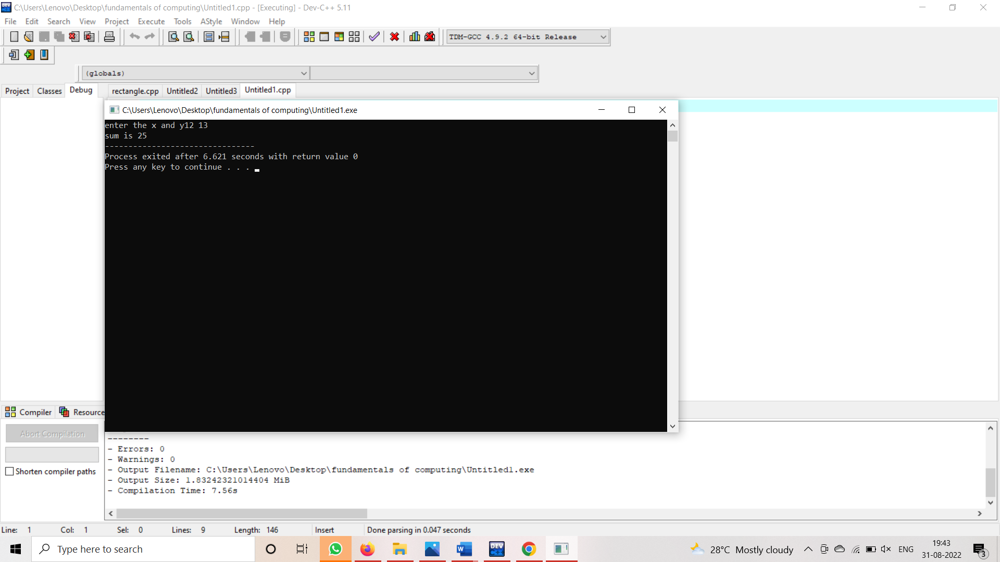 C:\Users\Lenovo\Desktop\fundamentals of computing\Untitled1.cpp - [Executing] - Dev-C++ 5.11
File Edit Search View Project Execute Tools AStyle Window Help
TDM-GCC 4.9.2 64-bit Release
(globals)
Project Classes Debug rectangle.cpp Untitled2 Untitled3 Untitled1.cpp
C:\Users\Lenovo\Desktop\fundamentals of computing\Untitled1.exe
enter the x and y12 13
sum is 25
--------------------------------
Process exited after 6.621 seconds with return value 0
Press any key to continue . . .
Compiler Resource
Abort Compilation
Shorten compiler paths
--------
- Errors: 0
- Warnings: 0
- Output Filename: C:\Users\Lenovo\Desktop\fundamentals of computing\Untitled1.exe
- Output Size: 1.83242321014404 MiB
- Compilation Time: 7.56s
Line: 1 Col: 1 Sel: 0 Lines: 9 Length: 146 Insert Done parsing in 0.047 seconds
Type here to search
W
DEV
28°C Mostly cloudy
ENG
19:43
31-08-2022
3